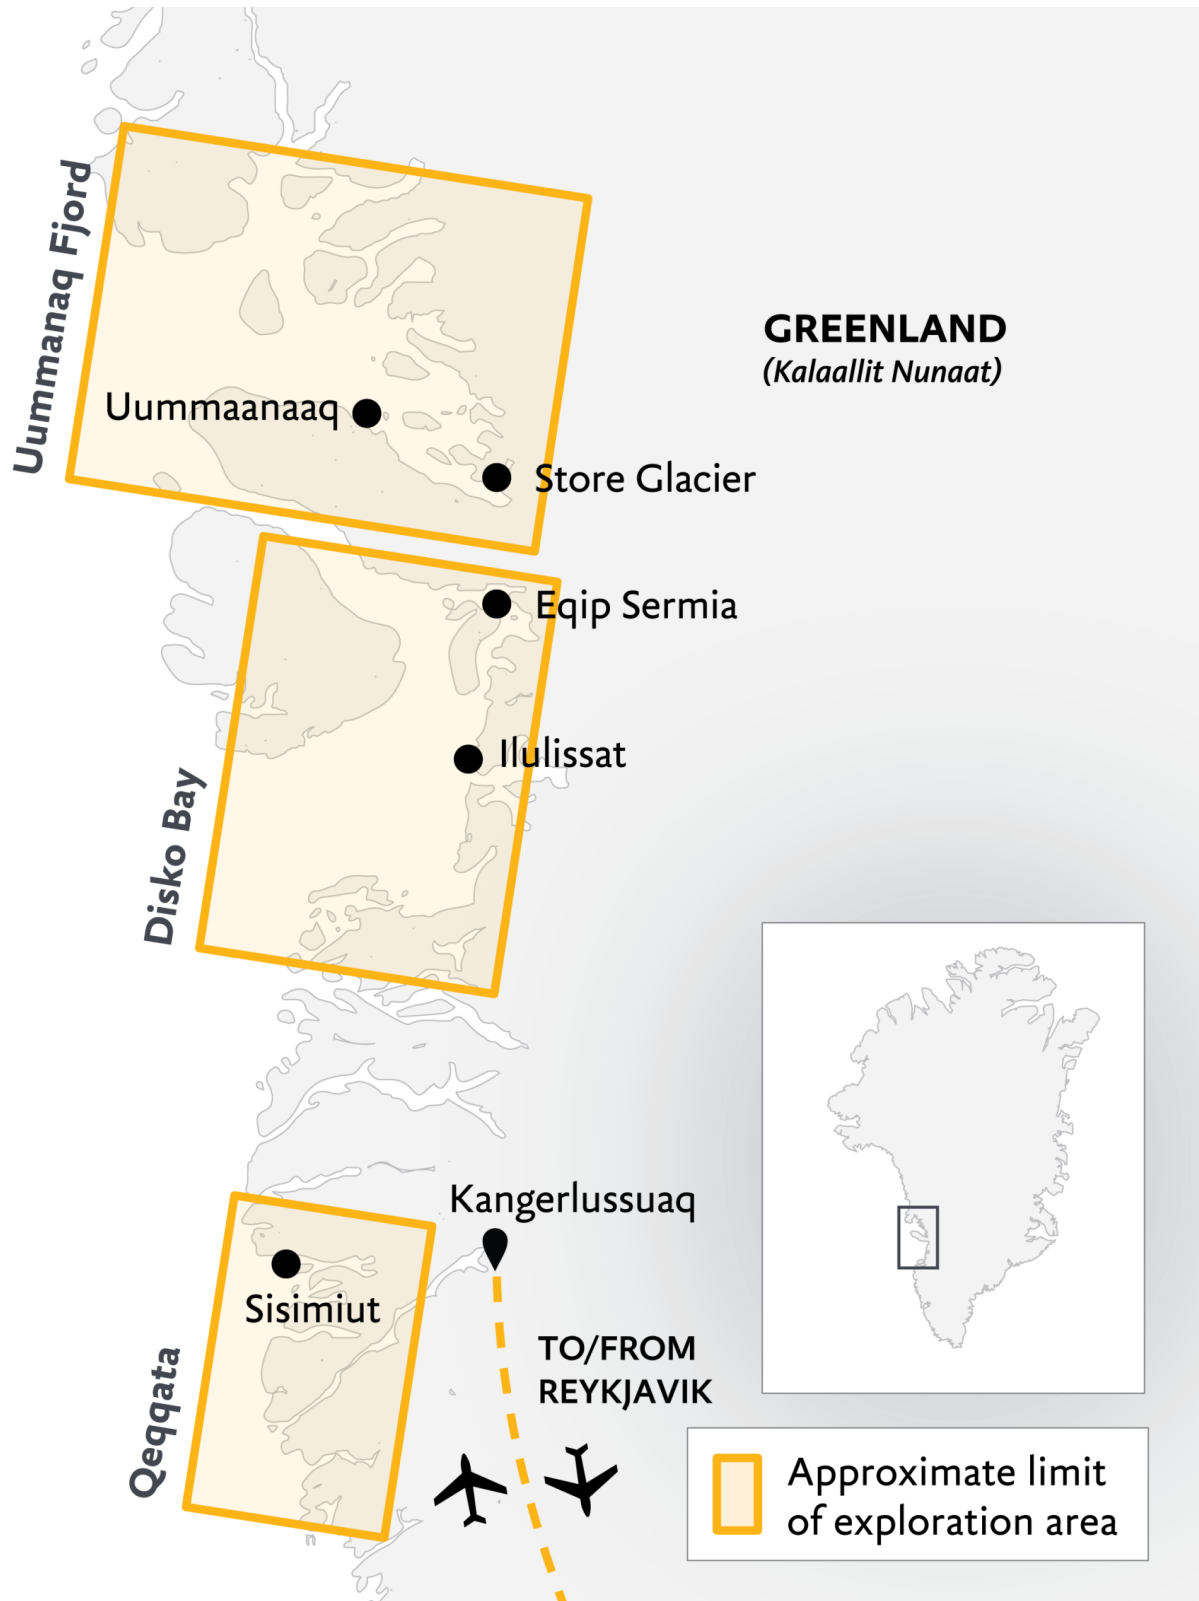 Uummanaq Fjord
GREENLAND
(Kalaallit Nunaat)
Uummaanaaq
Store Glacier
Eqip Sermia
Ilulissat
Disko Bay
Kangerlussuaq
Sisimiut
TO/FROM
REYKJAVIK
Qeqqata
Approximate limit
of exploration area